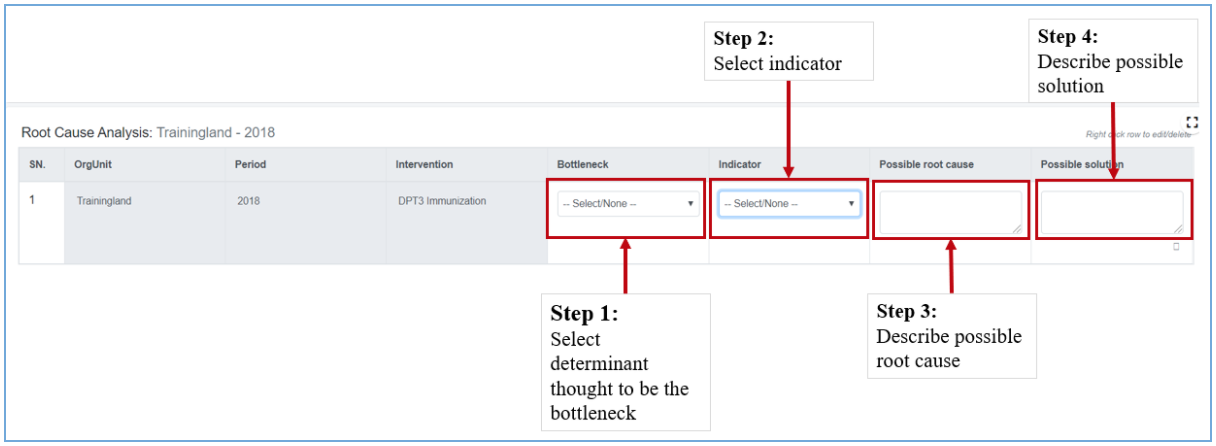 Step 2:
Select indicator
Step 4:
Describe possible
solution
Root Cause Analysis: Trainingland - 2018
Right click row to edit/delete
SN. OrgUnit Period Intervention Bottleneck Indicator Possible root cause Possible solution
1 Trainingland 2018 DPT3 Immunization -- Select/None -- -- Select/None --
Step 1:
Select
determinant
thought to be the
bottleneck
Step 3:
Describe possible
root cause